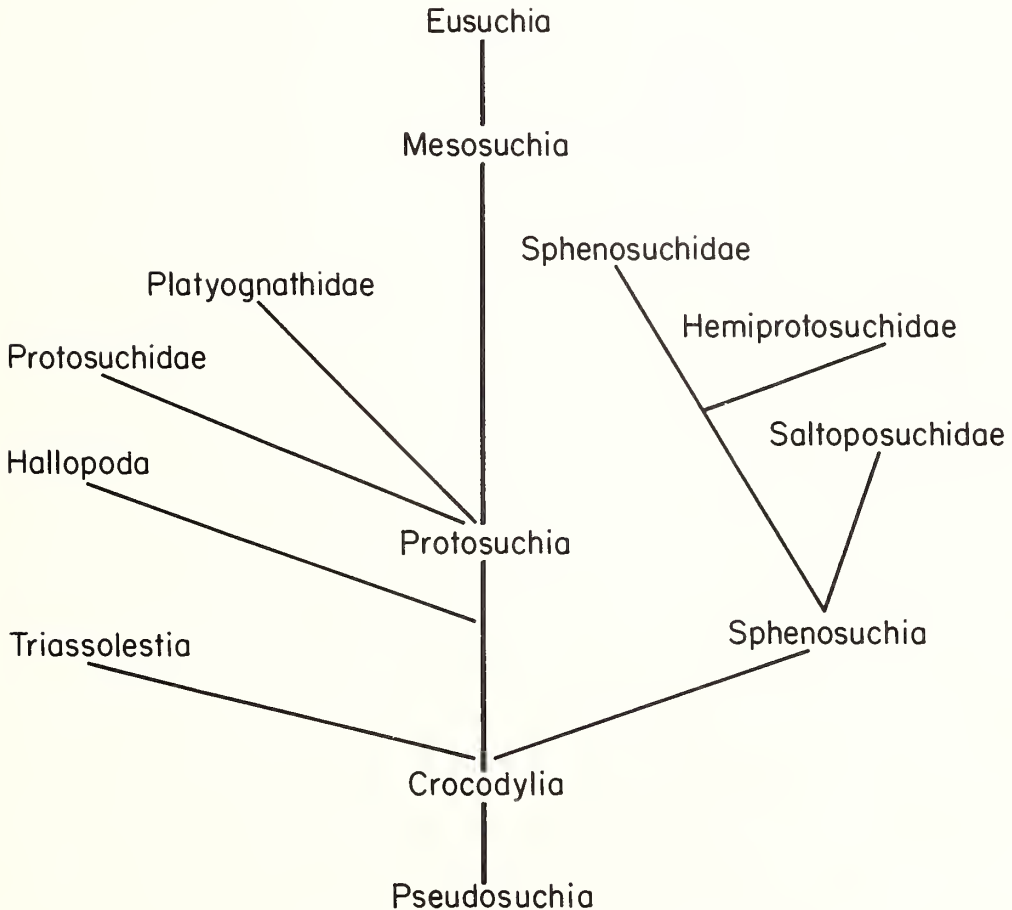 Eusuchia
Mesosuchia
Sphenosuchidae
Platyognathidae
Hemiprotosuchidae
Protosuchidae
Saltoposuchidae
Hallopoda
Protosuchia
Sphenosuchia
Triassolestia
Crocodylia
Pseudosuchia